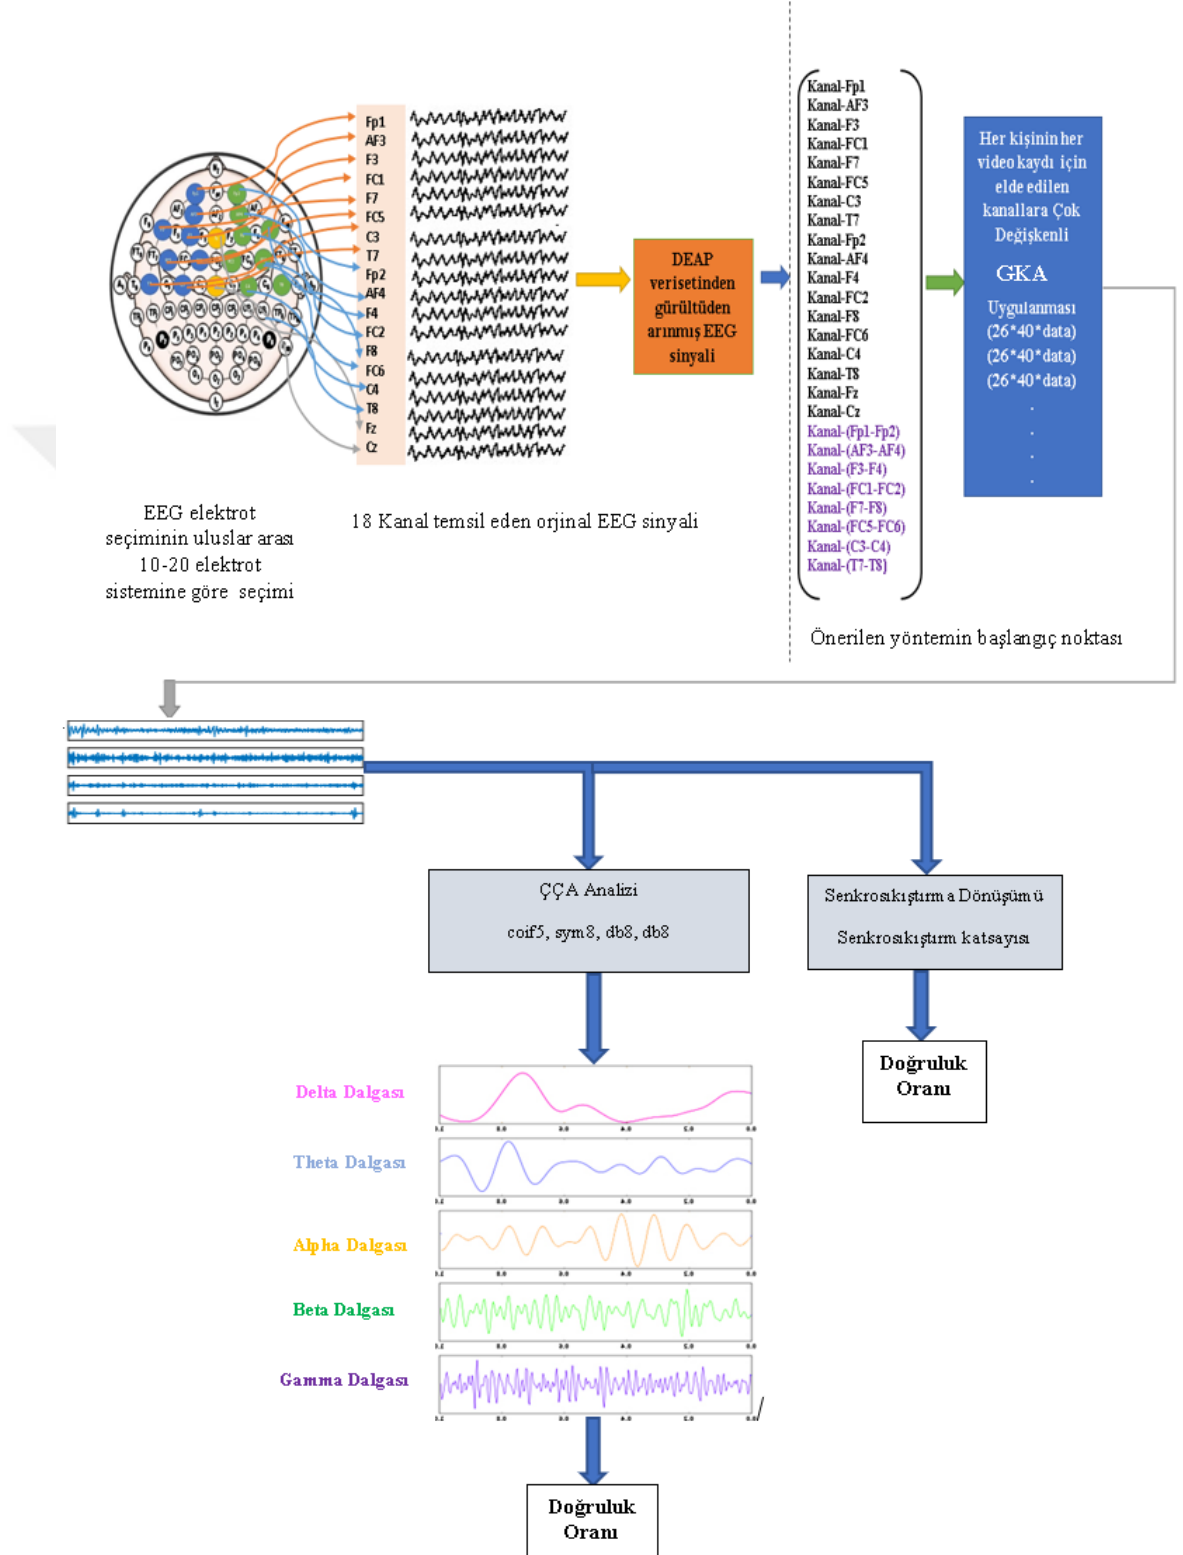 Fp1
AF3
F3
FC1
F7
FC5
C3
T7
Fp2
AF4
F4
FC2
F8
FC6
C4
T8
Fz
Cz
EEG elektrot
seçiminin uluslar arası
10-20 elektrot
sistemine göre seçimi
18 Kanal temsil eden orjinal EEG sinyali
DEAP
verisetinden
gürültüden
arınmış EEG
sinyali
Kanal-Fp1
Kanal-AF3
Kanal-F3
Kanal-FC1
Kanal-F7
Kanal-FC5
Kanal-C3
Kanal-T7
Kanal-Fp2
Kanal-AF4
Kanal-F4
Kanal-FC2
Kanal-F8
Kanal-FC6
Kanal-C4
Kanal-T8
Kanal-Fz
Kanal-Cz
Kanal-(Fp1-Fp2)
Kanal-(AF3-AF4)
Kanal-(F3-F4)
Kanal-(FC1-FC2)
Kanal-(F7-F8)
Kanal-(FC5-FC6)
Kanal-(C3-C4)
Kanal-(T7-T8)
Her kişinin her
video kaydı için
elde edilen
kanallara Çok
Değişkenli
GKA
Uygulanması
(26*40*data)
(26*40*data)
(26*40*data)
.
.
.
.
Önerilen yöntemin başlangıç noktası
ÇÇA Analizi
coif5, sym8, db8, db8
Senkrosıkıştırma Dönüşümü
Senkrosıkıştırm katsayısı
Doğruluk
Oranı
Delta Dalgası
Theta Dalgası
Alpha Dalgası
Beta Dalgası
Gamma Dalgası
Doğruluk
Oranı